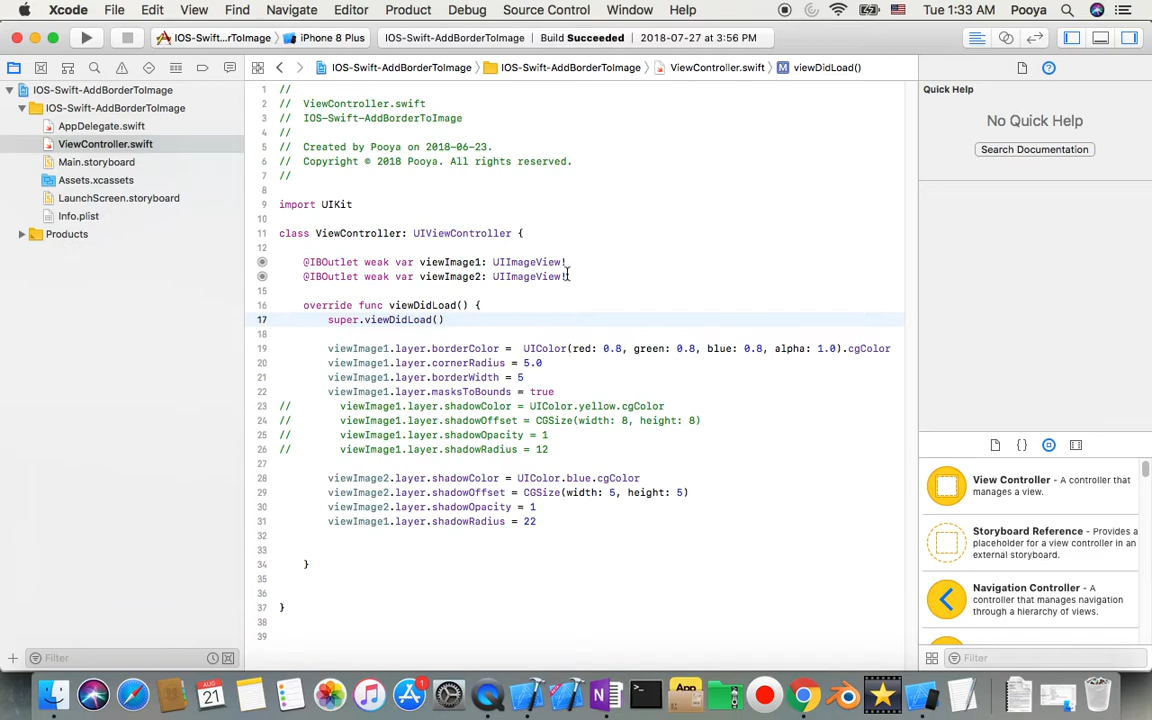 Xcode File Edit View Find Navigate Editor Product Debug Source Control Window Help Tue 1:33 AM Pooya
IOS-Swift...rToImage iPhone 8 Plus IOS-Swift-AddBorderToImage Build Succeeded 2018-07-27 at 3:56 PM
IOS-Swift-AddBorderToImage IOS-Swift-AddBorderToImage ViewController.swift M viewDidLoad()
IOS-Swift-AddBorderToImage
IOS-Swift-AddBorderToImage
AppDelegate.swift
ViewController.swift
Main.storyboard
Assets.xcassets
LaunchScreen.storyboard
Info.plist
Products
Filter
1 //
2 // ViewController.swift
3 // IOS-Swift-AddBorderToImage
4 //
5 // Created by Pooya on 2018-06-23.
6 // Copyright © 2018 Pooya. All rights reserved.
7 //
8
9 import UIKit
10
11 class ViewController: UIViewController {
12
@IBOutlet weak var viewImage1: UIImageView!
@IBOutlet weak var viewImage2: UIImageView!
15
16 override func viewDidLoad() {
17 super.viewDidLoad()
18
19 viewImage1.layer.borderColor = UIColor(red: 0.8, green: 0.8, blue: 0.8, alpha: 1.0).cgColor
20 viewImage1.layer.cornerRadius = 5.0
21 viewImage1.layer.borderWidth = 5
22 viewImage1.layer.masksToBounds = true
23 // viewImage1.layer.shadowColor = UIColor.yellow.cgColor
24 // viewImage1.layer.shadowOffset = CGSize(width: 8, height: 8)
25 // viewImage1.layer.shadowOpacity = 1
26 // viewImage1.layer.shadowRadius = 12
27
28 viewImage2.layer.shadowColor = UIColor.blue.cgColor
29 viewImage2.layer.shadowOffset = CGSize(width: 5, height: 5)
30 viewImage2.layer.shadowOpacity = 1
31 viewImage1.layer.shadowRadius = 22
32
33
34 }
35
36
37 }
38
39
Quick Help
No Quick Help
Search Documentation
View Controller - A controller that
manages a view.
Storyboard Reference - Provides a
placeholder for a view controller in an
external storyboard.
Navigation Controller - A
controller that manages navigation
through a hierarchy of views.
Filter
AUG
21
1
App